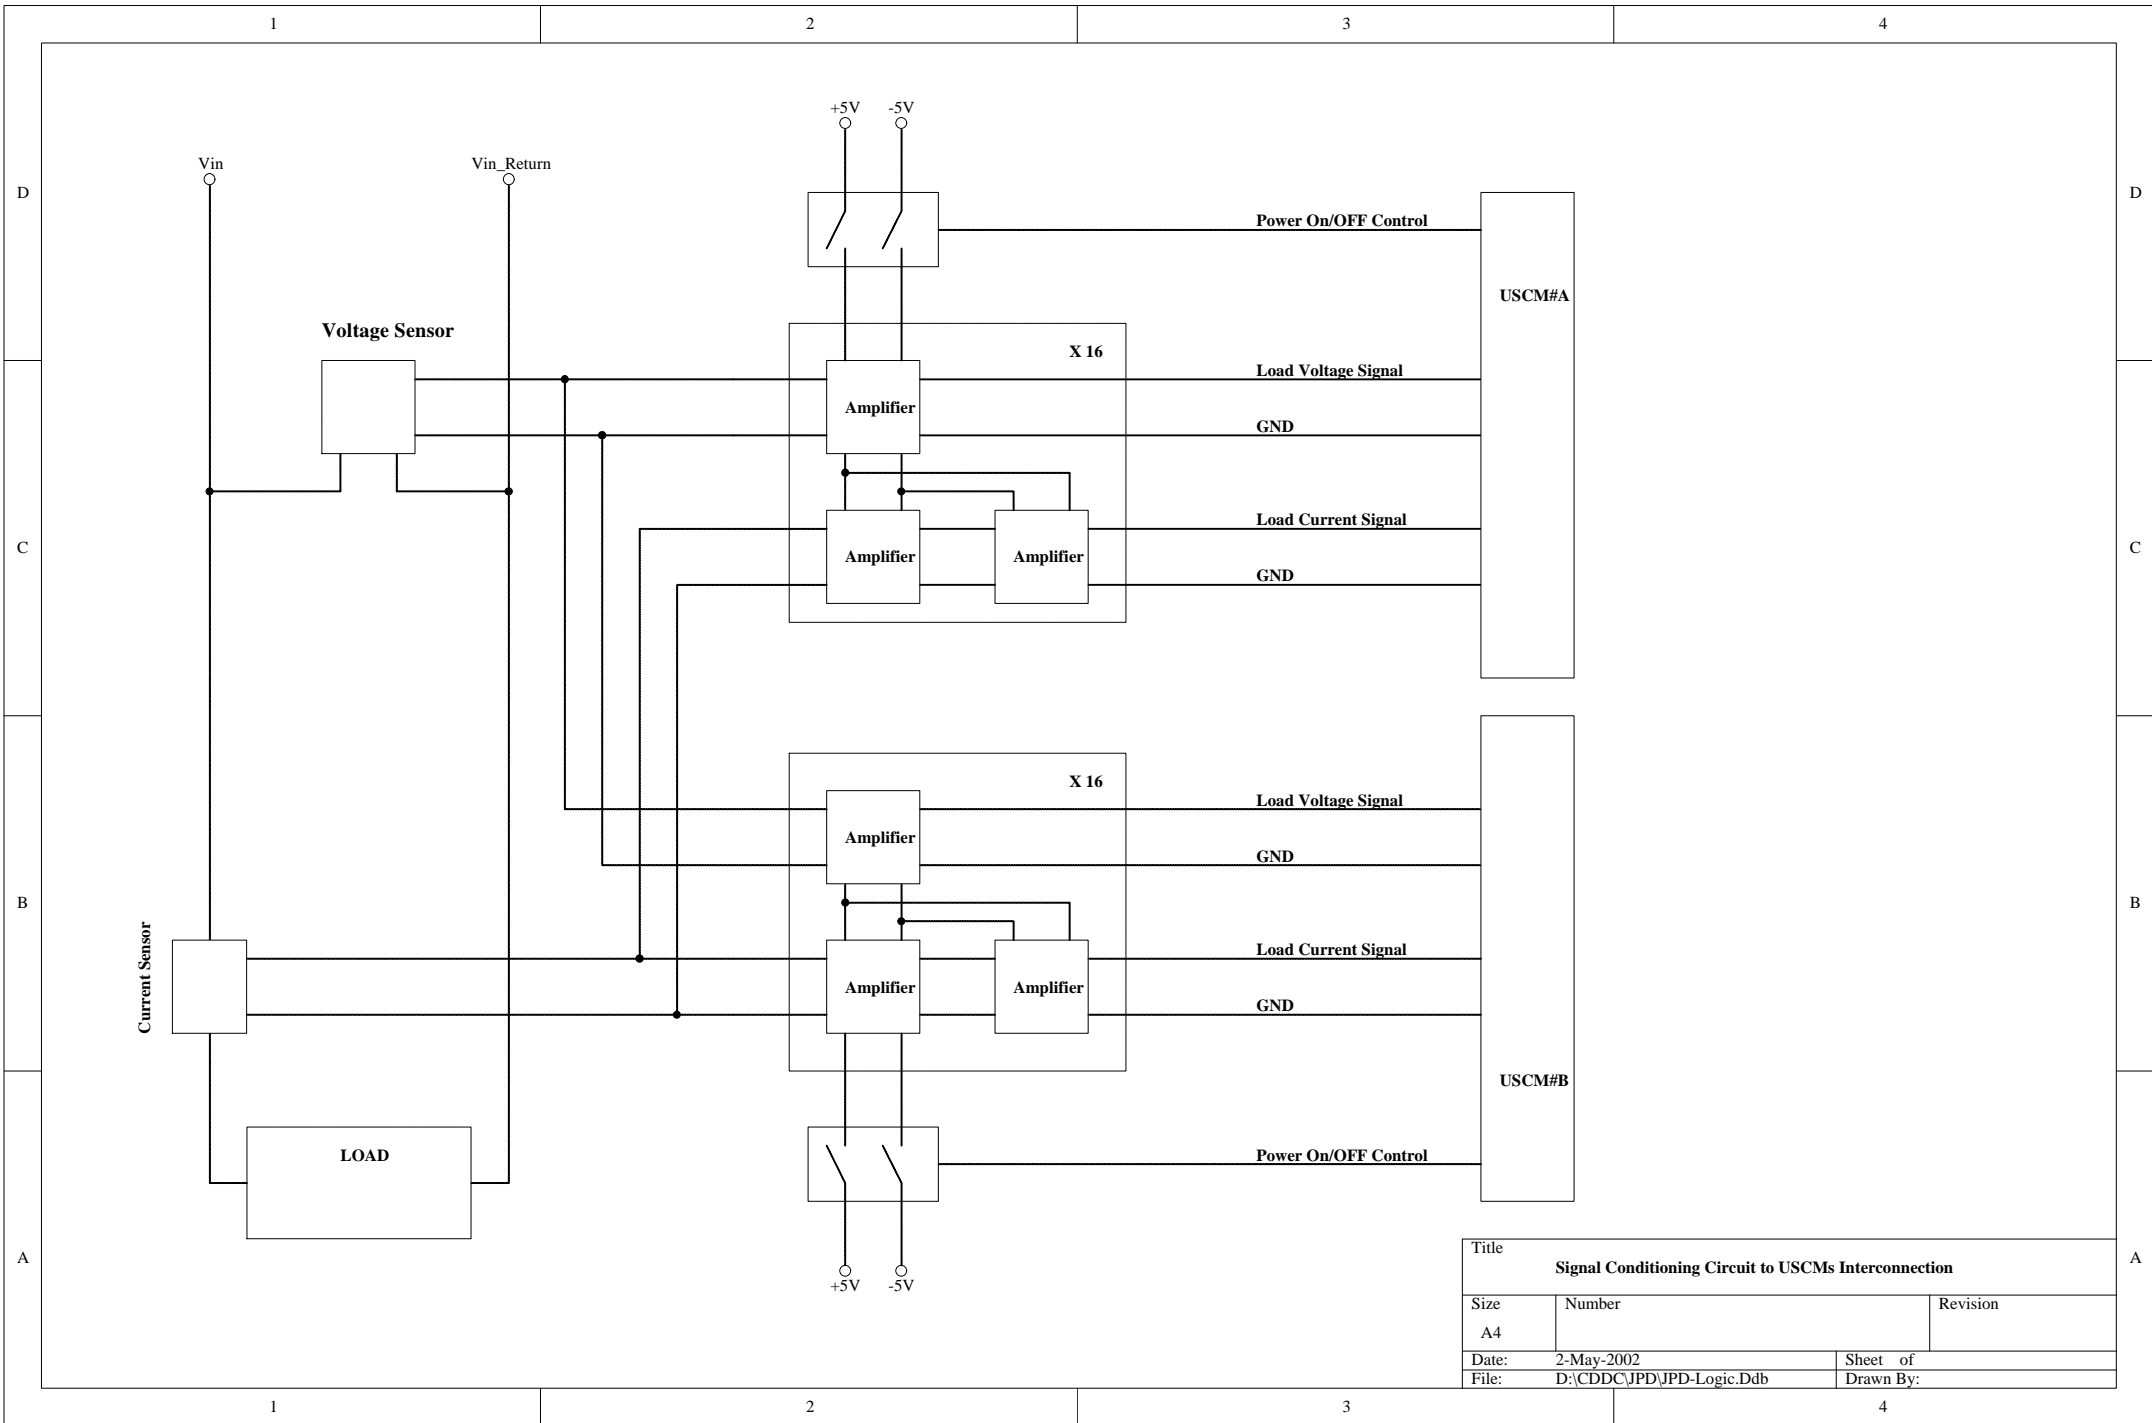 1 2 3 4
+5V -5V
Vin Vin_Return
D D
Power On/OFF Control
USCM#A
Voltage Sensor
X 16
Load Voltage Signal
Amplifier
GND
Load Current Signal
C C
Amplifier Amplifier
GND
X 16
Load Voltage Signal
Amplifier
GND
B B
Current Sensor
Load Current Signal
Amplifier Amplifier
GND
USCM#B
LOAD
Power On/OFF Control
+5V -5V
A A
Title
Signal Conditioning Circuit to USCMs Interconnection
Size Number Revision
A4
Date: 2-May-2002 Sheet of
File: D:\CDDC\JPD\JPD-Logic.Ddb Drawn By:
1 2 3 4